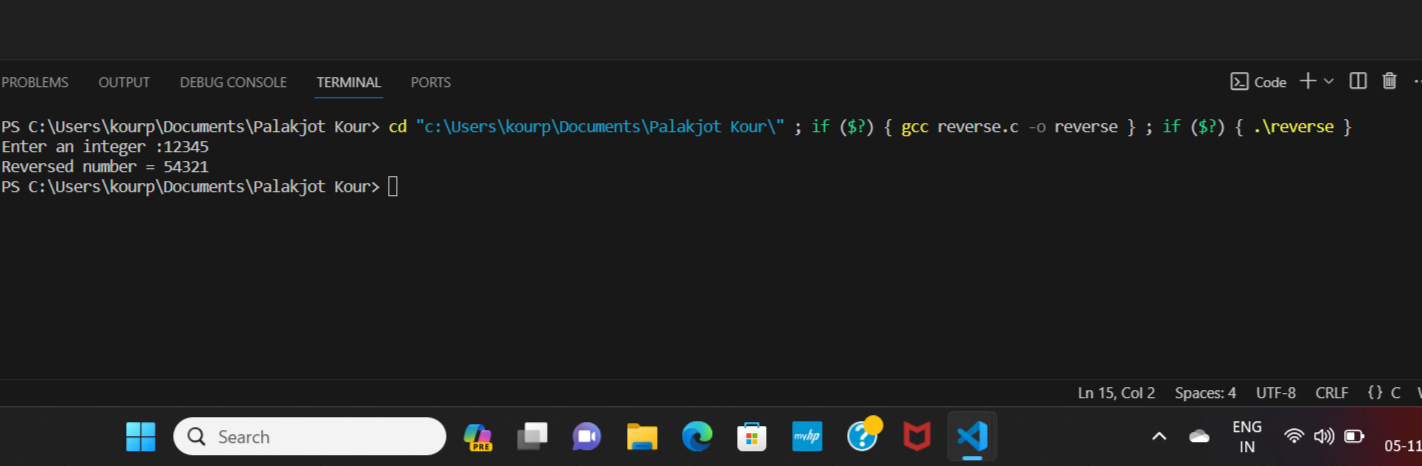 PROBLEMS OUTPUT DEBUG CONSOLE TERMINAL PORTS
Code
PS C:\Users\kourp\Documents\Palakjot Kour> cd "c:\Users\kourp\Documents\Palakjot Kour\" ; if ($?) { gcc reverse.c -o reverse } ; if ($?) { .\reverse }
Enter an integer :12345
Reversed number = 54321
PS C:\Users\kourp\Documents\Palakjot Kour>
Ln 15, Col 2 Spaces: 4 UTF-8 CRLF {} C
Search
PRE
myhp
ENG
IN
05-11